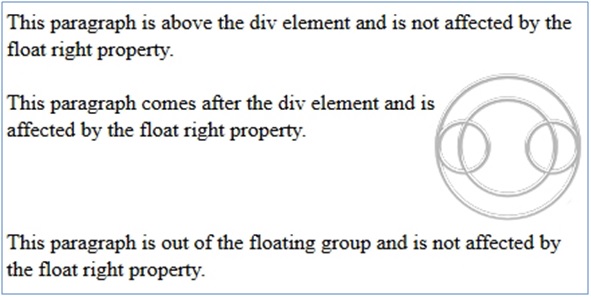 This paragraph is above the div element and is not affected by the
float right property.
This paragraph comes after the div element and is
affected by the float right property.
This paragraph is out of the floating group and is not affected by
the float right property.